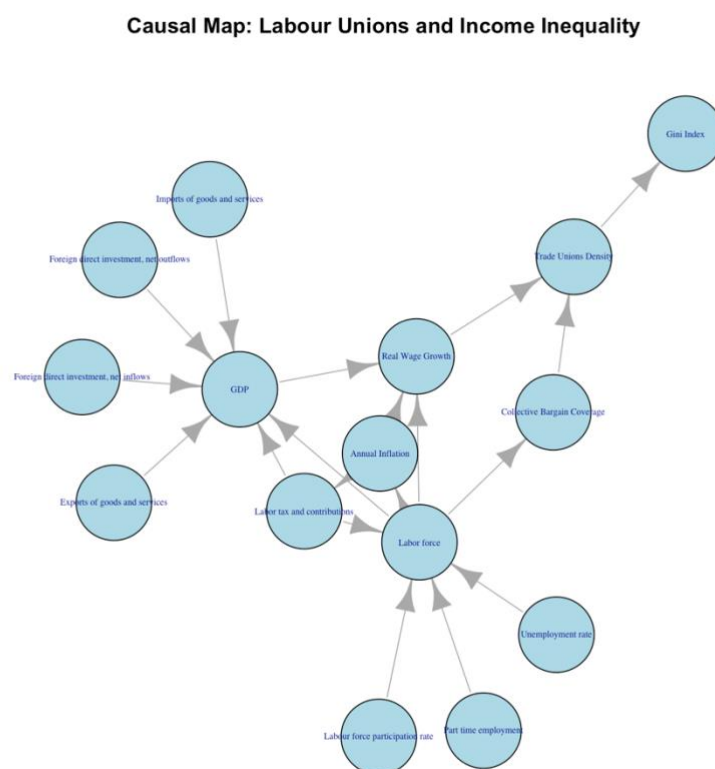 Causal Map: Labour Unions and Income Inequality
Gini Index
Imports of goods and services
Foreign direct investment, net outflows
Trade Unions Density
Real Wage Growth
Foreign direct investment, net inflows
GDP
Collective Bargain Coverage
Annual Inflation
Exports of goods and services
Labor tax and contributions
Labor force
Unemployment rate
Part time employment
Labour force participation rate